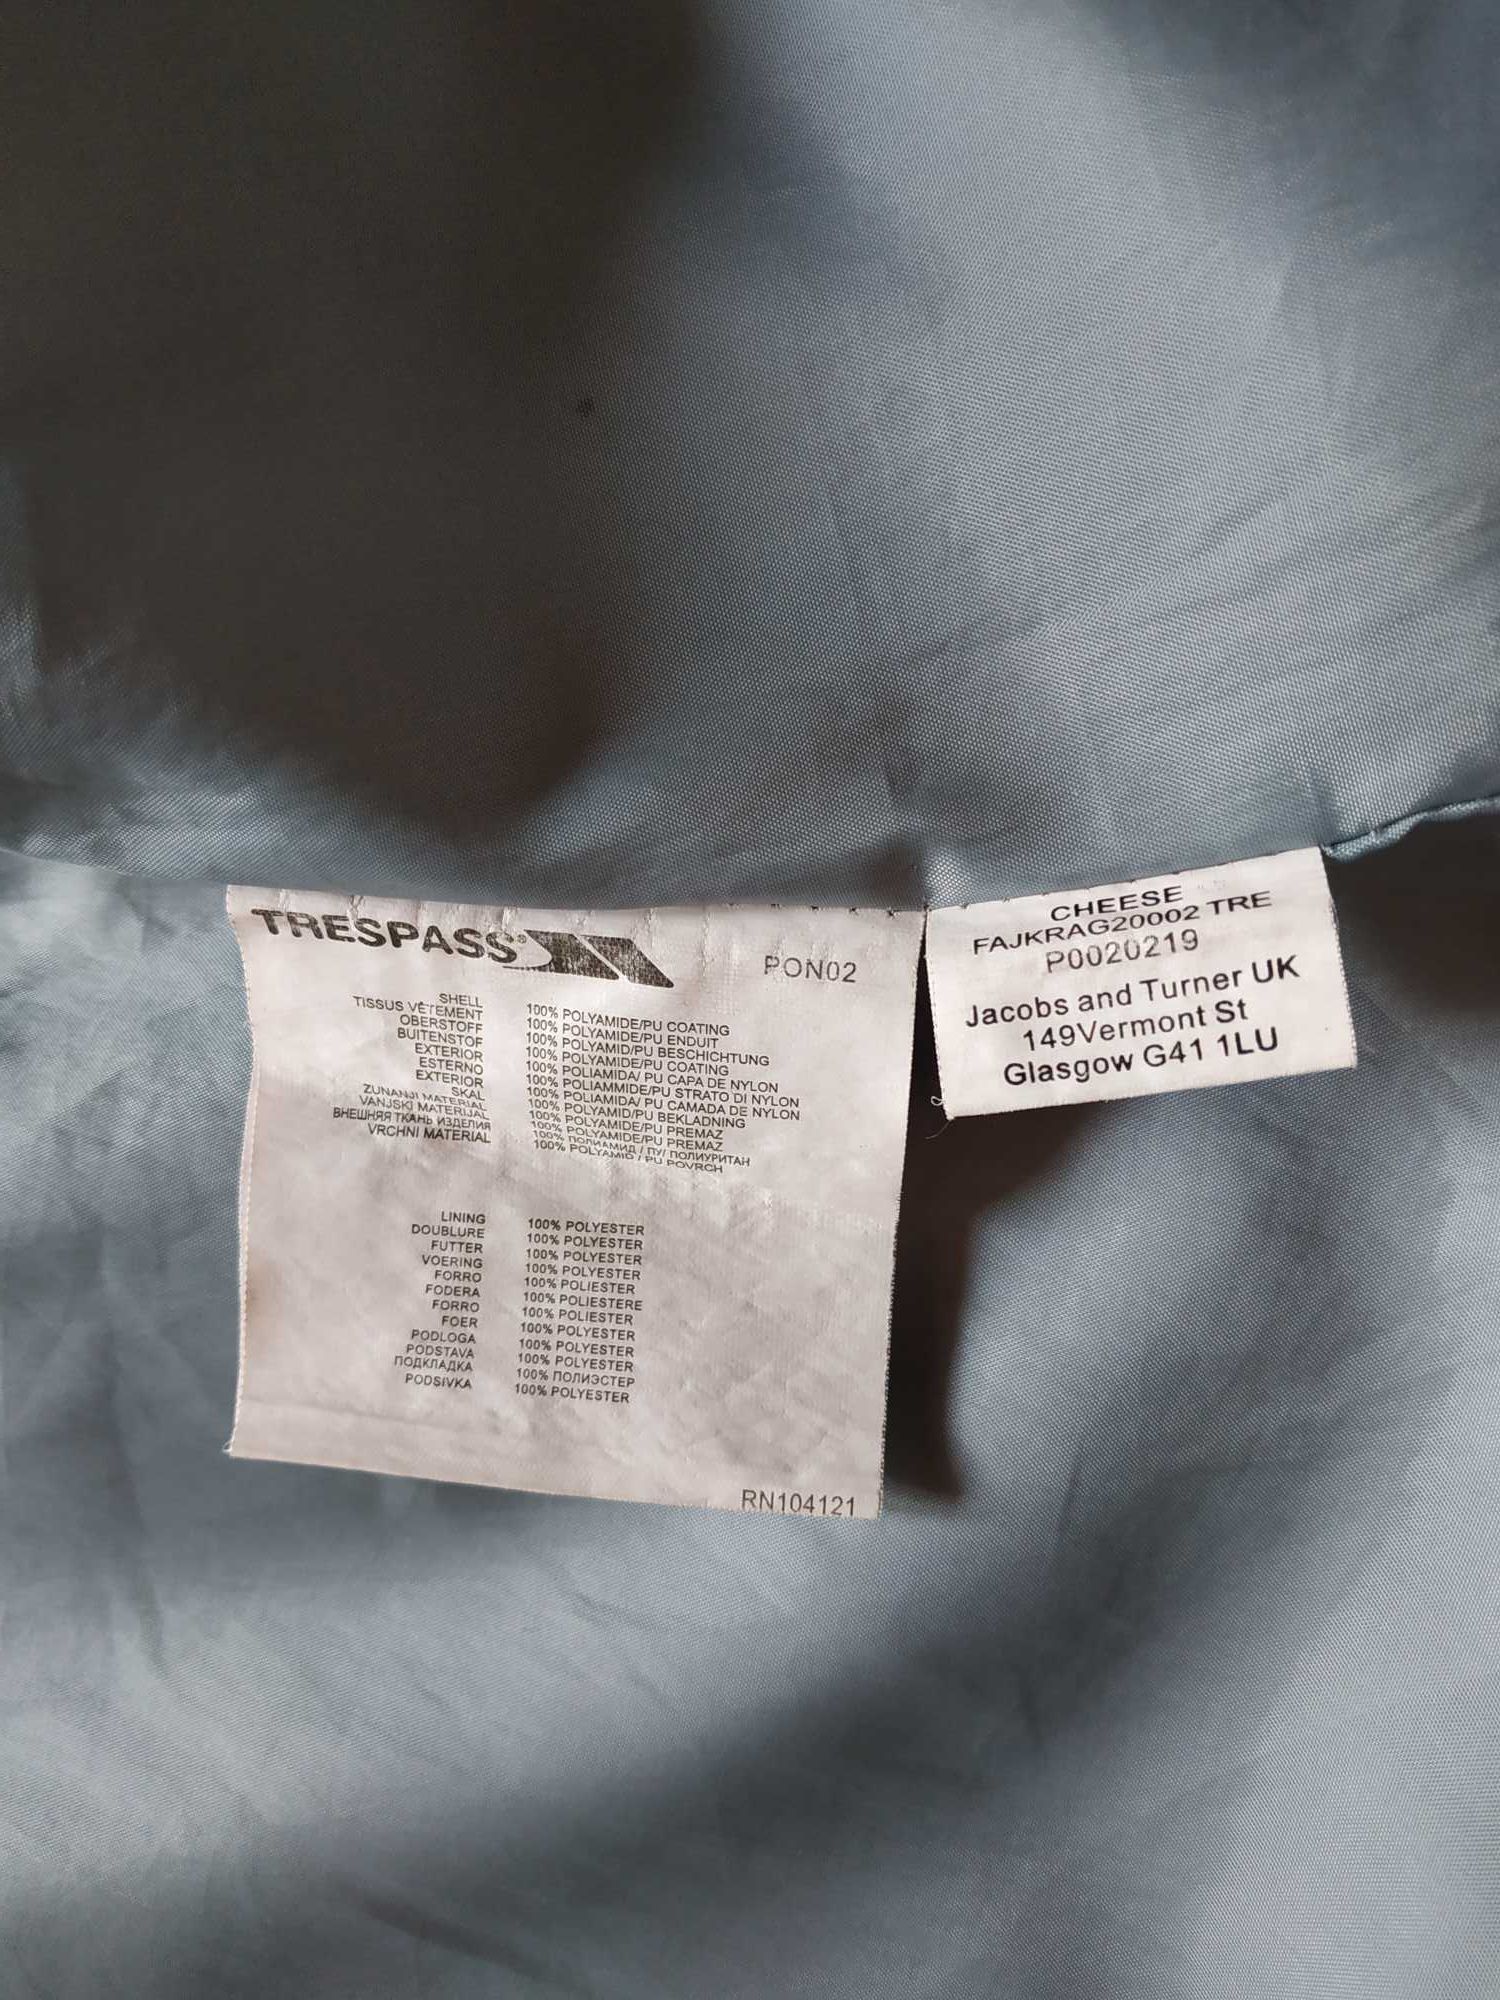 TRESPASS®
PON02
SHELL 100% POLYAMIDE/PU COATING
TISSUS VÊTEMENT 100% POLYAMIDE/PU ENDUIT
OBERSTOFF 100% POLYAMID/PU BESCHICHTUNG
BUITENSTOF 100% POLYAMIDE/PU COATING
EXTERIOR 100% POLIAMIDA/ PU CAPA DE NYLON
ESTERNO 100% POLIAMMIDE/PU STRATO DI NYLON
EXTERIOR 100% POLIAMIDA/ PU CAMADA DE NYLON
SKAL 100% POLYAMID/PU BEKLADNING
ZUNANJI MATERIAL 100% POLYAMIDE/PU PREMAZ
VANJSKI MATERIJAL 100% POLYAMIDE/PU PREMAZ
ВНЕШНЯЯ ТКАНЬ ИЗДЕЛИЯ 100% ПОЛИАМИД / ПУ/ ПОЛИУРИТАН
VRCHNI MATERIAL 100% POLYAMID / PU POVRCH
LINING 100% POLYESTER
DOUBLURE 100% POLYESTER
FUTTER 100% POLYESTER
VOERING 100% POLYESTER
FORRO 100% POLIESTER
FODERA 100% POLIESTERE
FORRO 100% POLIESTER
FOER 100% POLYESTER
PODLOGA 100% POLYESTER
PODSTAVA 100% POLYESTER
ПОДКЛАДКА 100% ПОЛИЭСТЕР
PODSIVKA 100% POLYESTER
RN104121
CHEESE
FAJKRAG20002 TRE
P0020219
Jacobs and Turner UK
149Vermont St
Glasgow G41 1LU